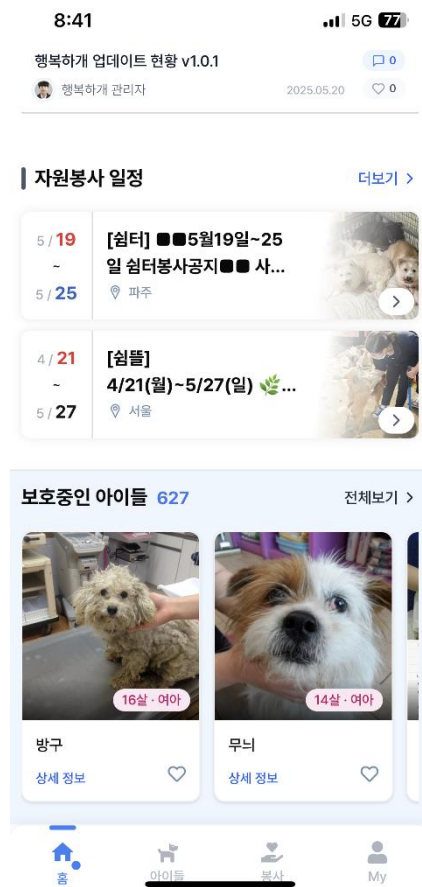 8:41
5G 77
행복하개 업데이트 현황 v1.0.1
0
행복하개 관리자
2025.05.20
0
자원봉사 일정
더보기 >
5 / 19
~
5 / 25
[쉼터] ■■5월19일~25
일 쉼터봉사공지■■ 사...
파주
4 / 21
~
5 / 27
[쉼뜰]
4/21(월)~5/27(일) 🌿...
서울
보호중인 아이들 627
전체보기 >
16살 · 여아
방구
상세 정보
14살 · 여아
무늬
상세 정보
홈
아이들
봉사
My